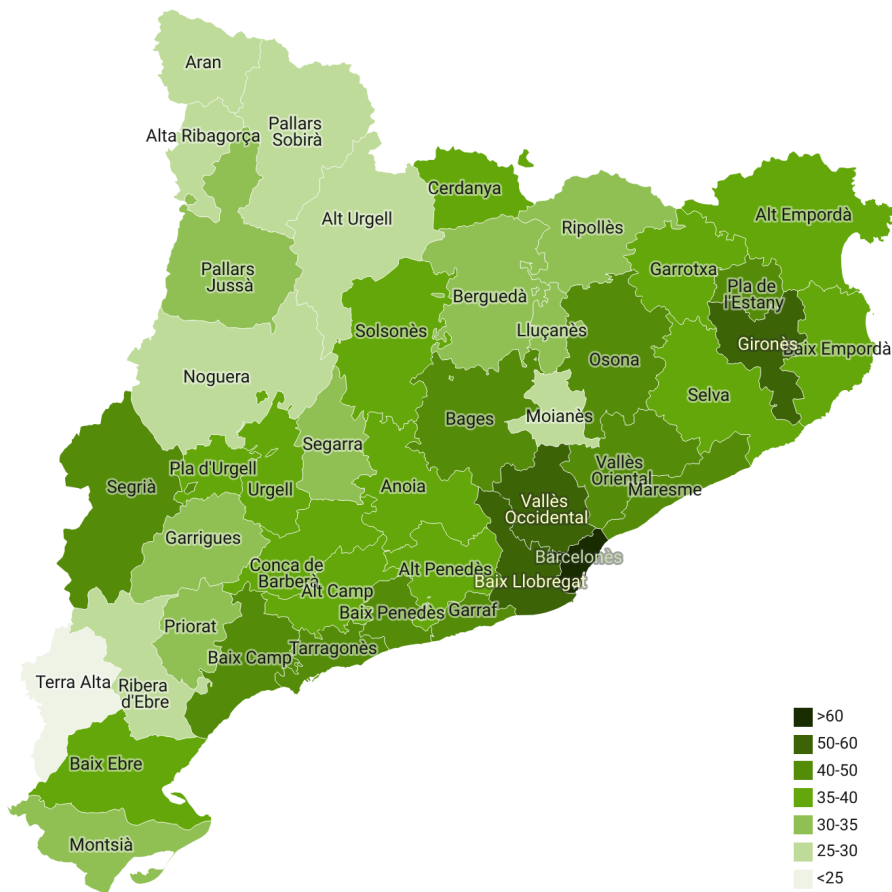 Aran
Alta Ribagorça
Pallars
Sobirà
Cerdanya
Alt Urgell
Ripollès
Alt Empordà
Garrotxa
Pallars
Jussà
Berguedà
Pla de
l'Estany
Solsonès
Lluçanès
Osona
Gironès
Baix Empordà
Noguera
Selva
Moianès
Bages
Segarra
Vallès
Oriental
Pla d'Urgell
Segrià
Urgell
Anoia
Maresme
Vallès
Occidental
Garrigues
Barcelonès
Conca de
Barberà
Alt Penedès
Baix Llobregat
Alt Camp
Baix Penedès
Garraf
Priorat
Tarragonès
Baix Camp
Terra Alta
Ribera
d'Ebre
Baix Ebre
Montsià
>60
50-60
40-50
35-40
30-35
25-30
<25